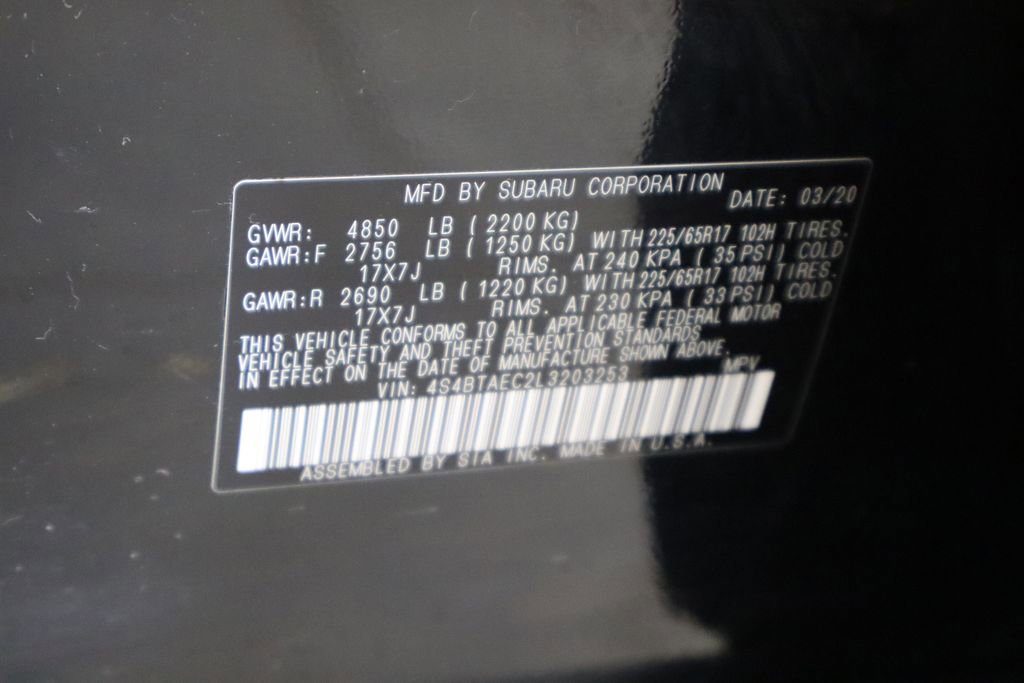 MFD BY SUBARU CORPORATION DATE: 03/20
GVWR: 4850 LB (2200 KG)
GAWR:F 2756 LB (1250 KG) WITH 225/65R17 102H TIRES.
17X7J RIMS. AT 240 KPA (35 PSI) COLD
GAWR:R 2690 LB (1220 KG) WITH 225/65R17 102H TIRES.
17X7J RIMS. AT 230 KPA (33 PSI) COLD
THIS VEHICLE CONFORMS TO ALL APPLICABLE FEDERAL MOTOR
VEHICLE SAFETY AND THEFT PREVENTION STANDARDS
IN EFFECT ON THE DATE OF MANUFACTURE SHOWN ABOVE.
VIN: 4S4BTAEC2L3203253 MPV
ASSEMBLED BY SIA INC. MADE IN U.S.A.